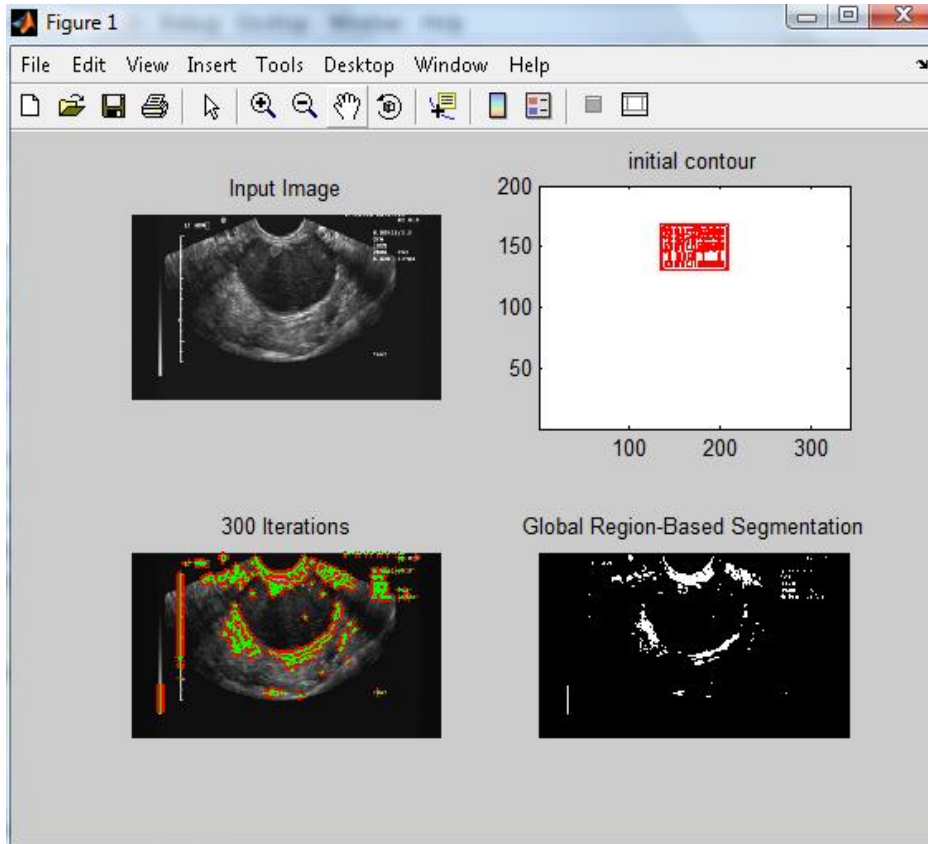 Figure 1
File Edit View Insert Tools Desktop Window Help
Input Image
initial contour
200
150
100
50
100 200 300
300 Iterations
Global Region-Based Segmentation